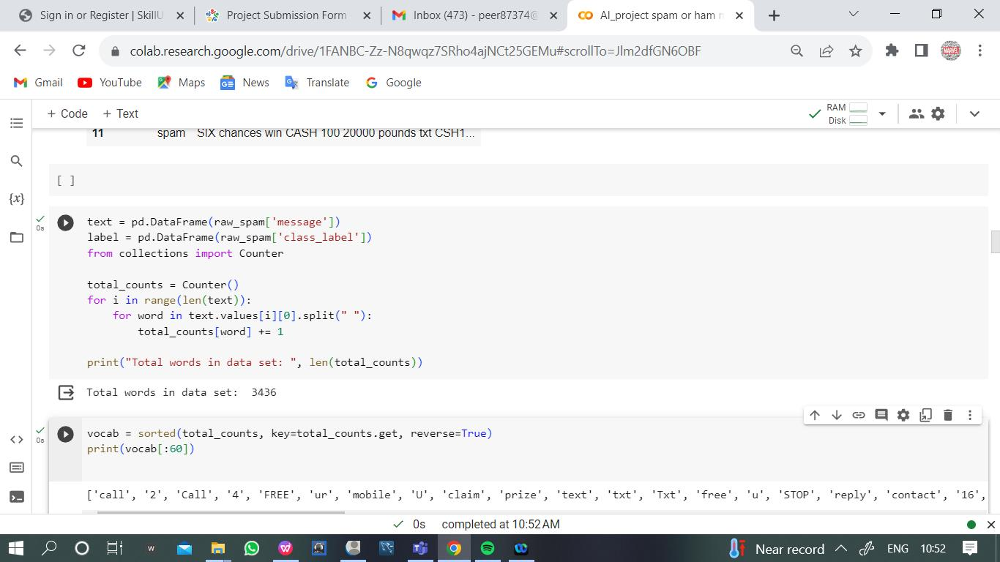 Sign in or Register | SkillU
Project Submission Form
Inbox (473) - peer87374@
AI_project spam or ham m
colab.research.google.com/drive/1FANBC-Zz-N8qwqz7SRho4ajNCt25GEMu#scrollTo=Jlm2dfGN6OBF
Gmail YouTube Maps News Translate Google
+ Code + Text
RAM
Disk
11 spam SIX chances win CASH 100 20000 pounds txt CSH1...
[ ]
text = pd.DataFrame(raw_spam['message'])
0s
label = pd.DataFrame(raw_spam['class_label'])
from collections import Counter
total_counts = Counter()
for i in range(len(text)):
for word in text.values[i][0].split(" "):
total_counts[word] += 1
print("Total words in data set: ", len(total_counts))
Total words in data set:  3436
vocab = sorted(total_counts, key=total_counts.get, reverse=True)
0s
print(vocab[:60])
['call', '2', 'Call', '4', 'FREE', 'ur', 'mobile', 'U', 'claim', 'prize', 'text', 'txt', 'Txt', 'free', 'u', 'STOP', 'reply', 'contact', '16',
0s completed at 10:52 AM
Near record
ENG
10:52